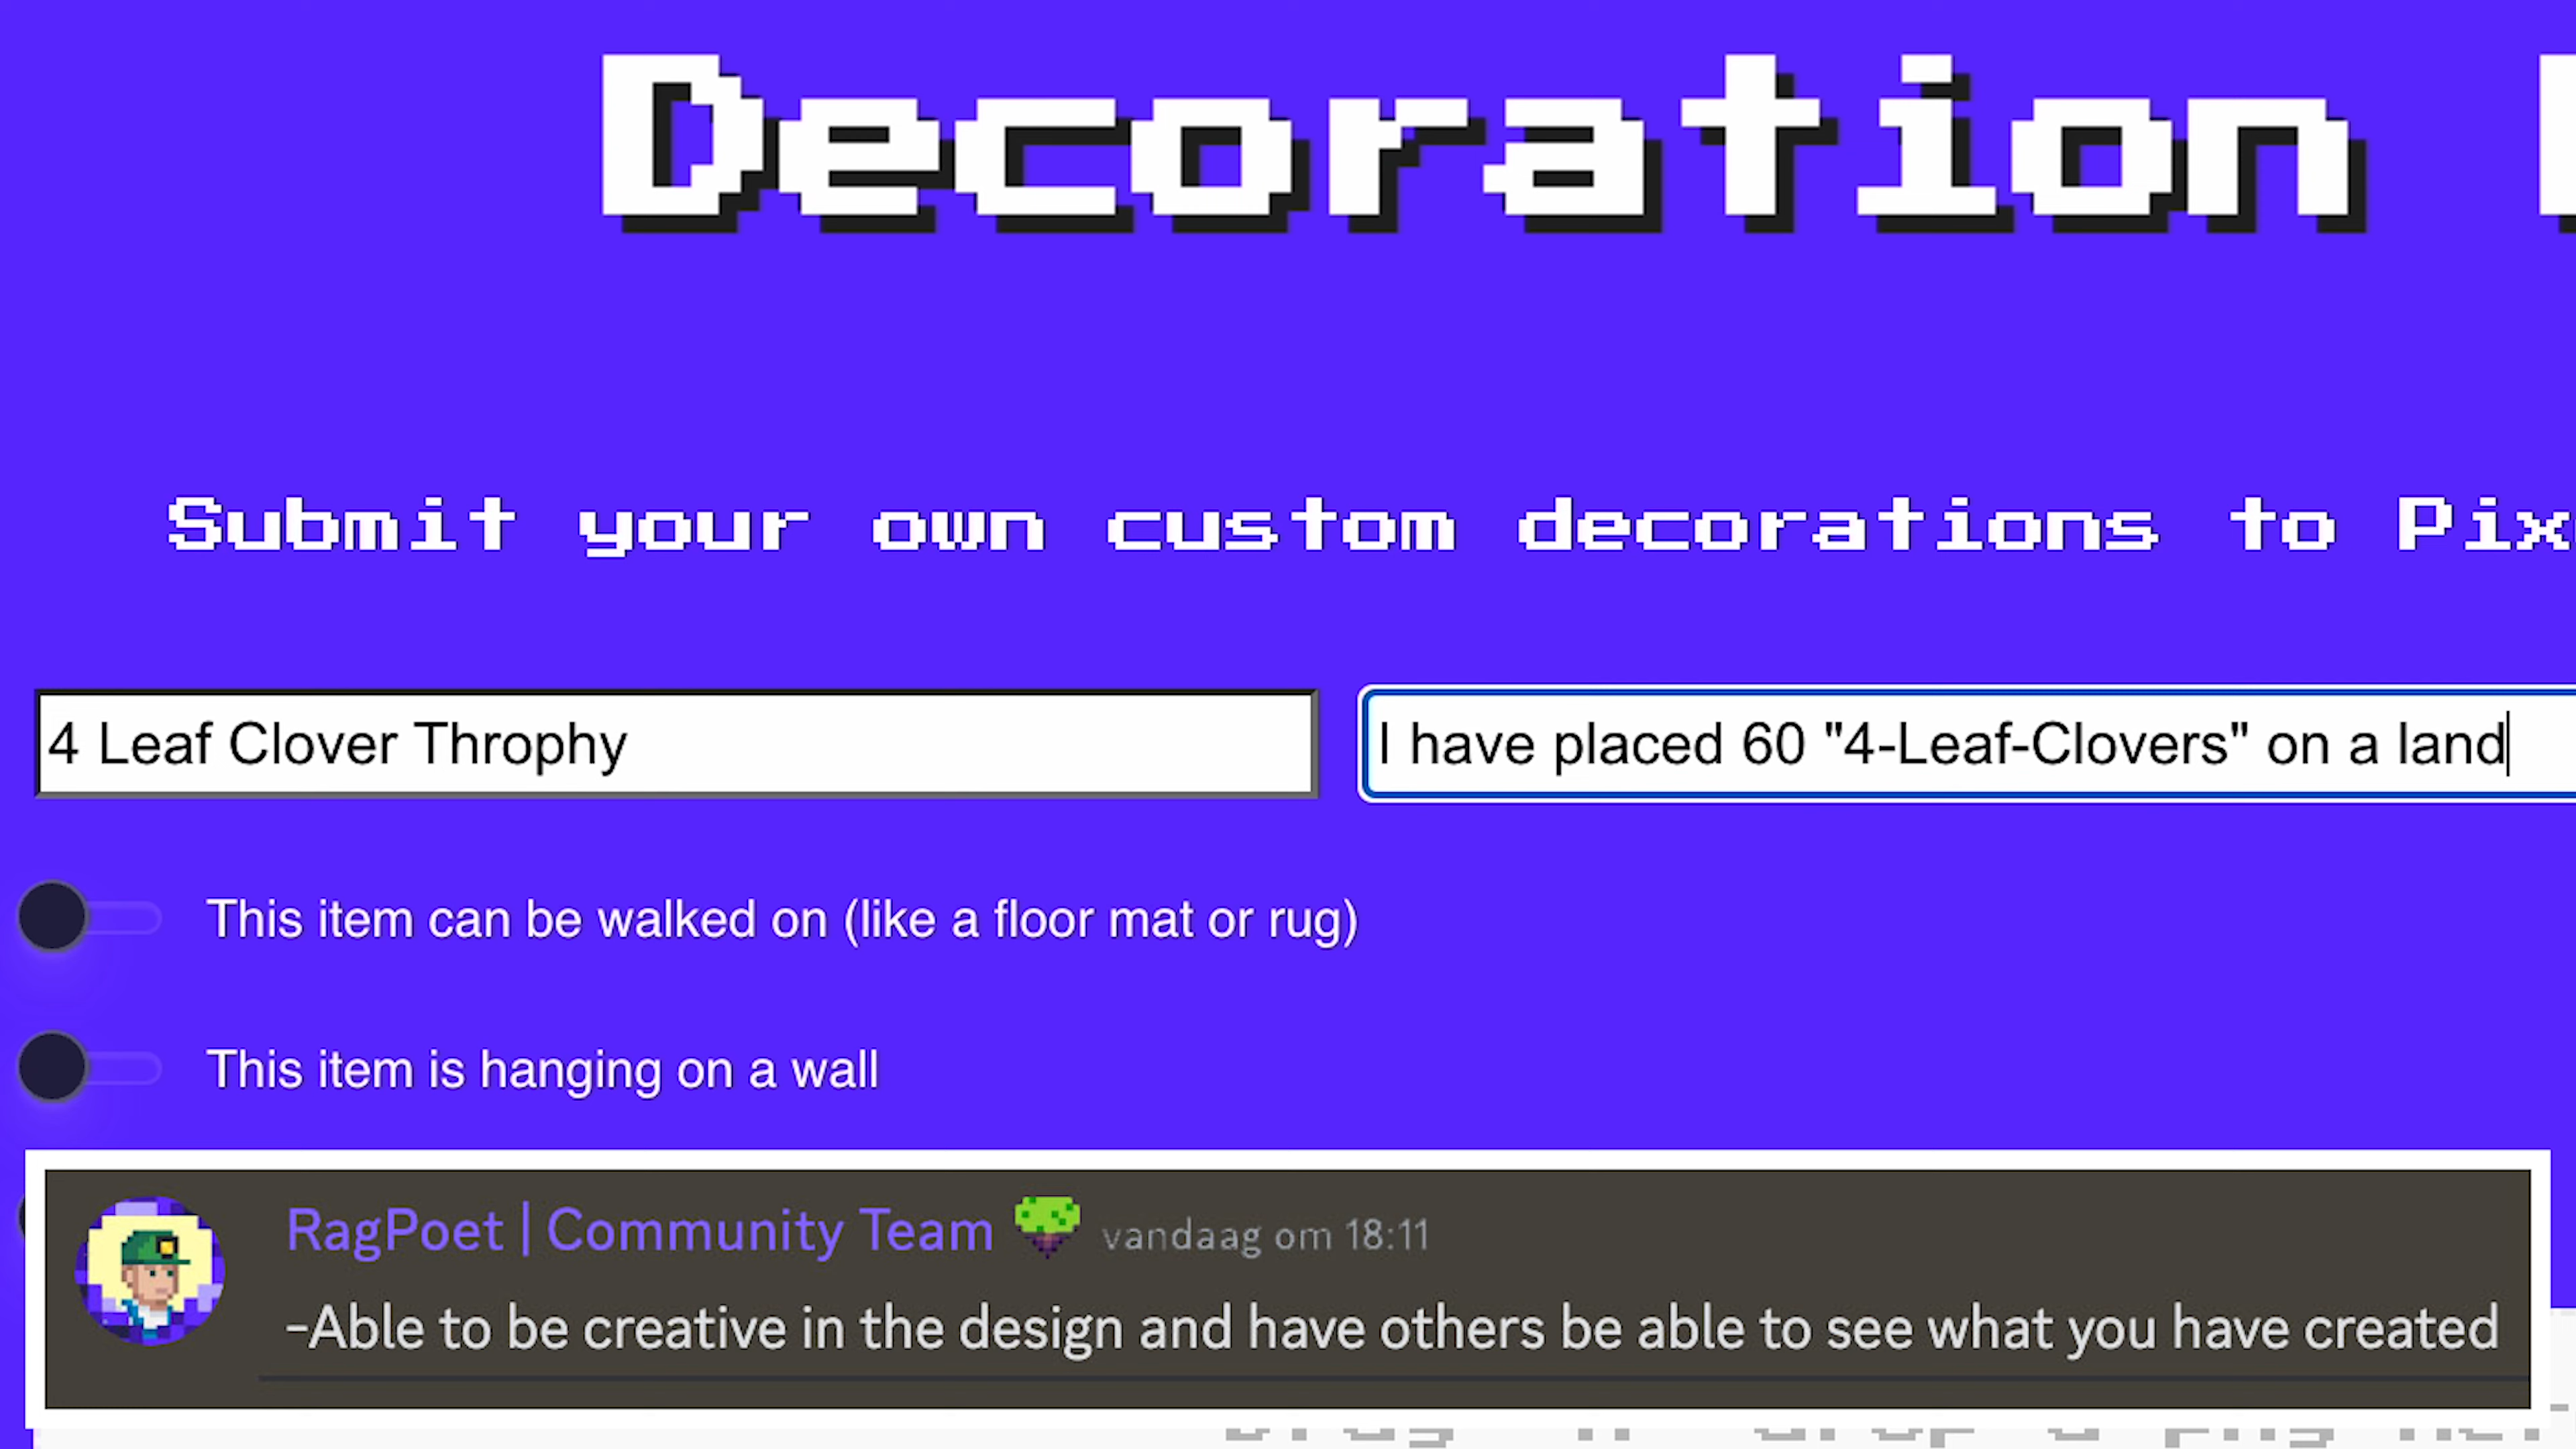 Decoration
Submit your own custom decorations to Pix
4 Leaf Clover Throphy
I have placed 60 "4-Leaf-Clovers" on a land
This item can be walked on (like a floor mat or rug)
This item is hanging on a wall
RagPoet | Community Team vandaag om 18:11
-Able to be creative in the design and have others be able to see what you have created